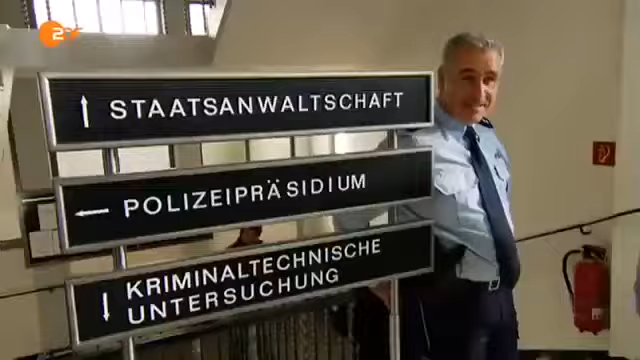 2
STAATSANWALTSCHAFT
POLIZEIPRÄSIDIUM
KRIMINALTECHNISCHE
UNTERSUCHUNG